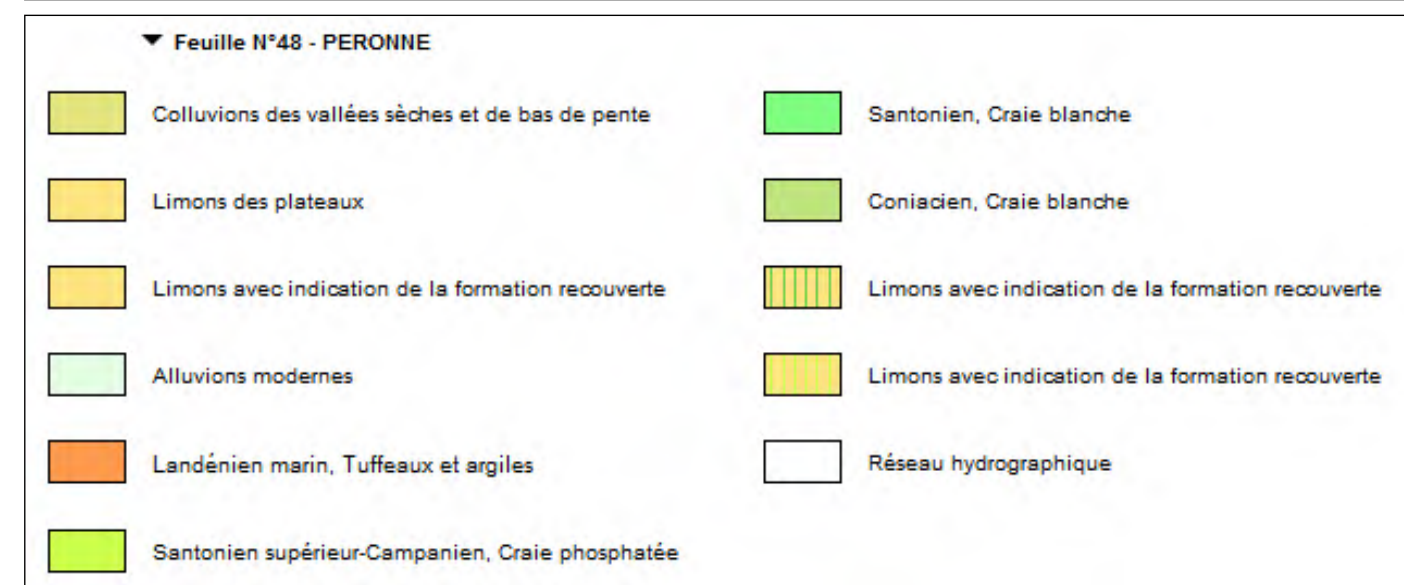 ▼ Feuille N°48 - PERONNE
Colluvions des vallées sèches et de bas de pente
Limons des plateaux
Limons avec indication de la formation recouverte
Alluvions modernes
Landénien marin, Tuffeaux et argiles
Santonien supérieur-Campanien, Craie phosphatée
Santonien, Craie blanche
Coniacien, Craie blanche
Limons avec indication de la formation recouverte
Limons avec indication de la formation recouverte
Réseau hydrographique